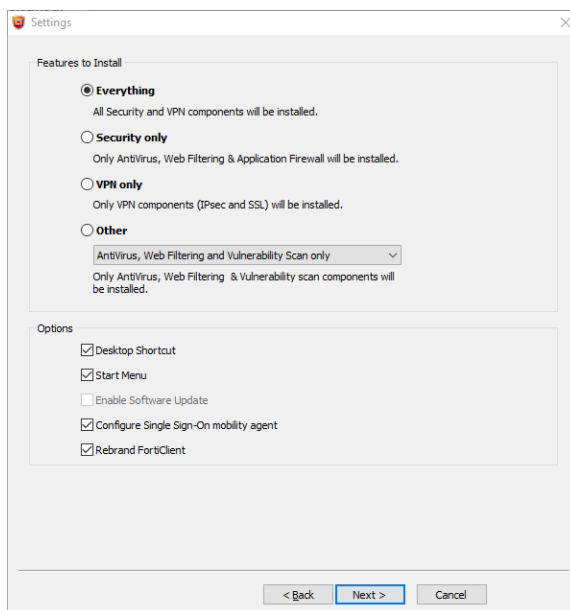 Settings
Features to Install
Everything
All Security and VPN components will be installed.
Security only
Only AntiVirus, Web Filtering & Application Firewall will be installed.
VPN only
Only VPN components (IPsec and SSL) will be installed.
Other
AntiVirus, Web Filtering and Vulnerability Scan only
Only AntiVirus, Web Filtering & Vulnerability scan components will
be installed.
Options
Desktop Shortcut
Start Menu
Enable Software Update
Configure Single Sign-On mobility agent
Rebrand FortiClient
< Back
Next >
Cancel